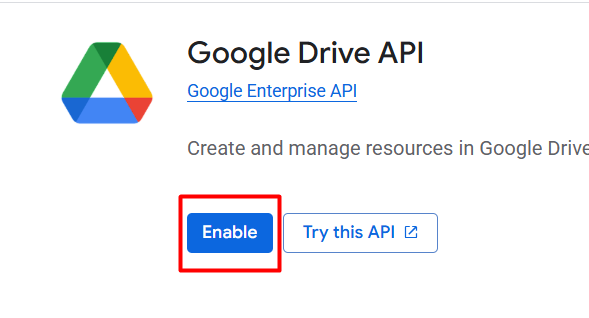 Google Drive API
Google Enterprise API
Create and manage resources in Google Drive
Enable
Try this API